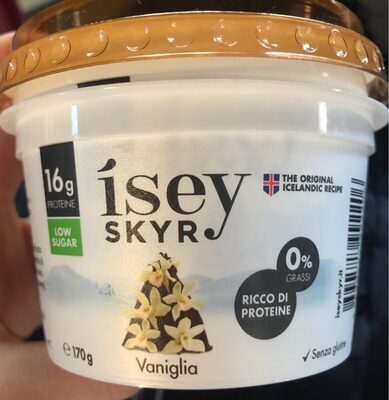 16g
PROTEINE
LOW
SUGAR
ísey
SKYR
THE ORIGINAL
ICELANDIC RECIPE
0%
GRASSI
RICCO DI
PROTEINE
iseyskyr.it
℮170g
Vaniglia
✓ Senza glutine